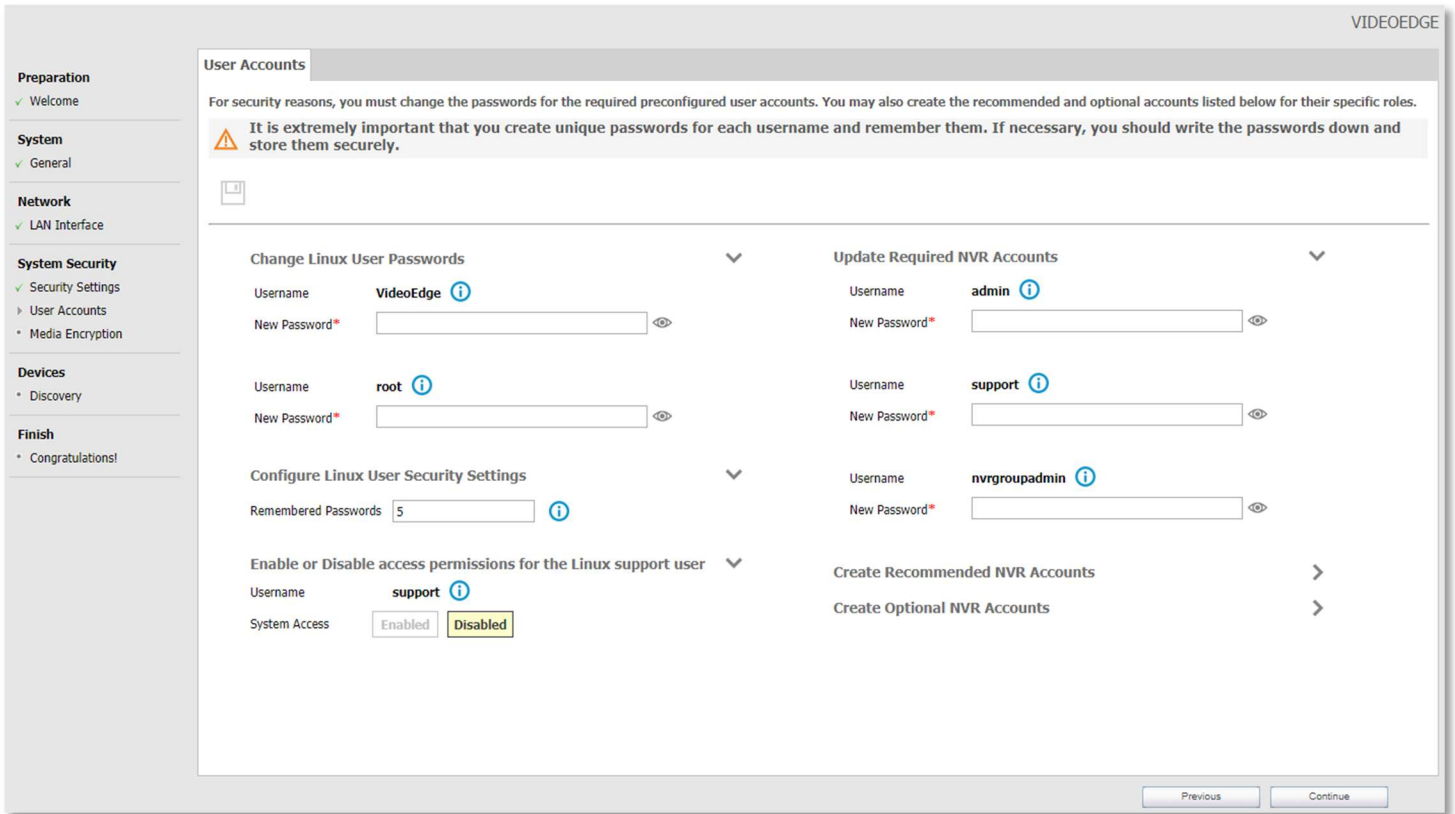 VIDEOEDGE
Preparation
Welcome
System
General
Network
LAN Interface
System Security
Security Settings
User Accounts
Media Encryption
Devices
Discovery
Finish
Congratulations!
User Accounts
For security reasons, you must change the passwords for the required preconfigured user accounts. You may also create the recommended and optional accounts listed below for their specific roles.
It is extremely important that you create unique passwords for each username and remember them. If necessary, you should write the passwords down and
store them securely.
Change Linux User Passwords
Username VideoEdge
New Password*
Username root
New Password*
Configure Linux User Security Settings
Remembered Passwords 5
Enable or Disable access permissions for the Linux support user
Username support
System Access Enabled Disabled
Update Required NVR Accounts
Username admin
New Password*
Username support
New Password*
Username nvrgroupadmin
New Password*
Create Recommended NVR Accounts
Create Optional NVR Accounts
Previous Continue